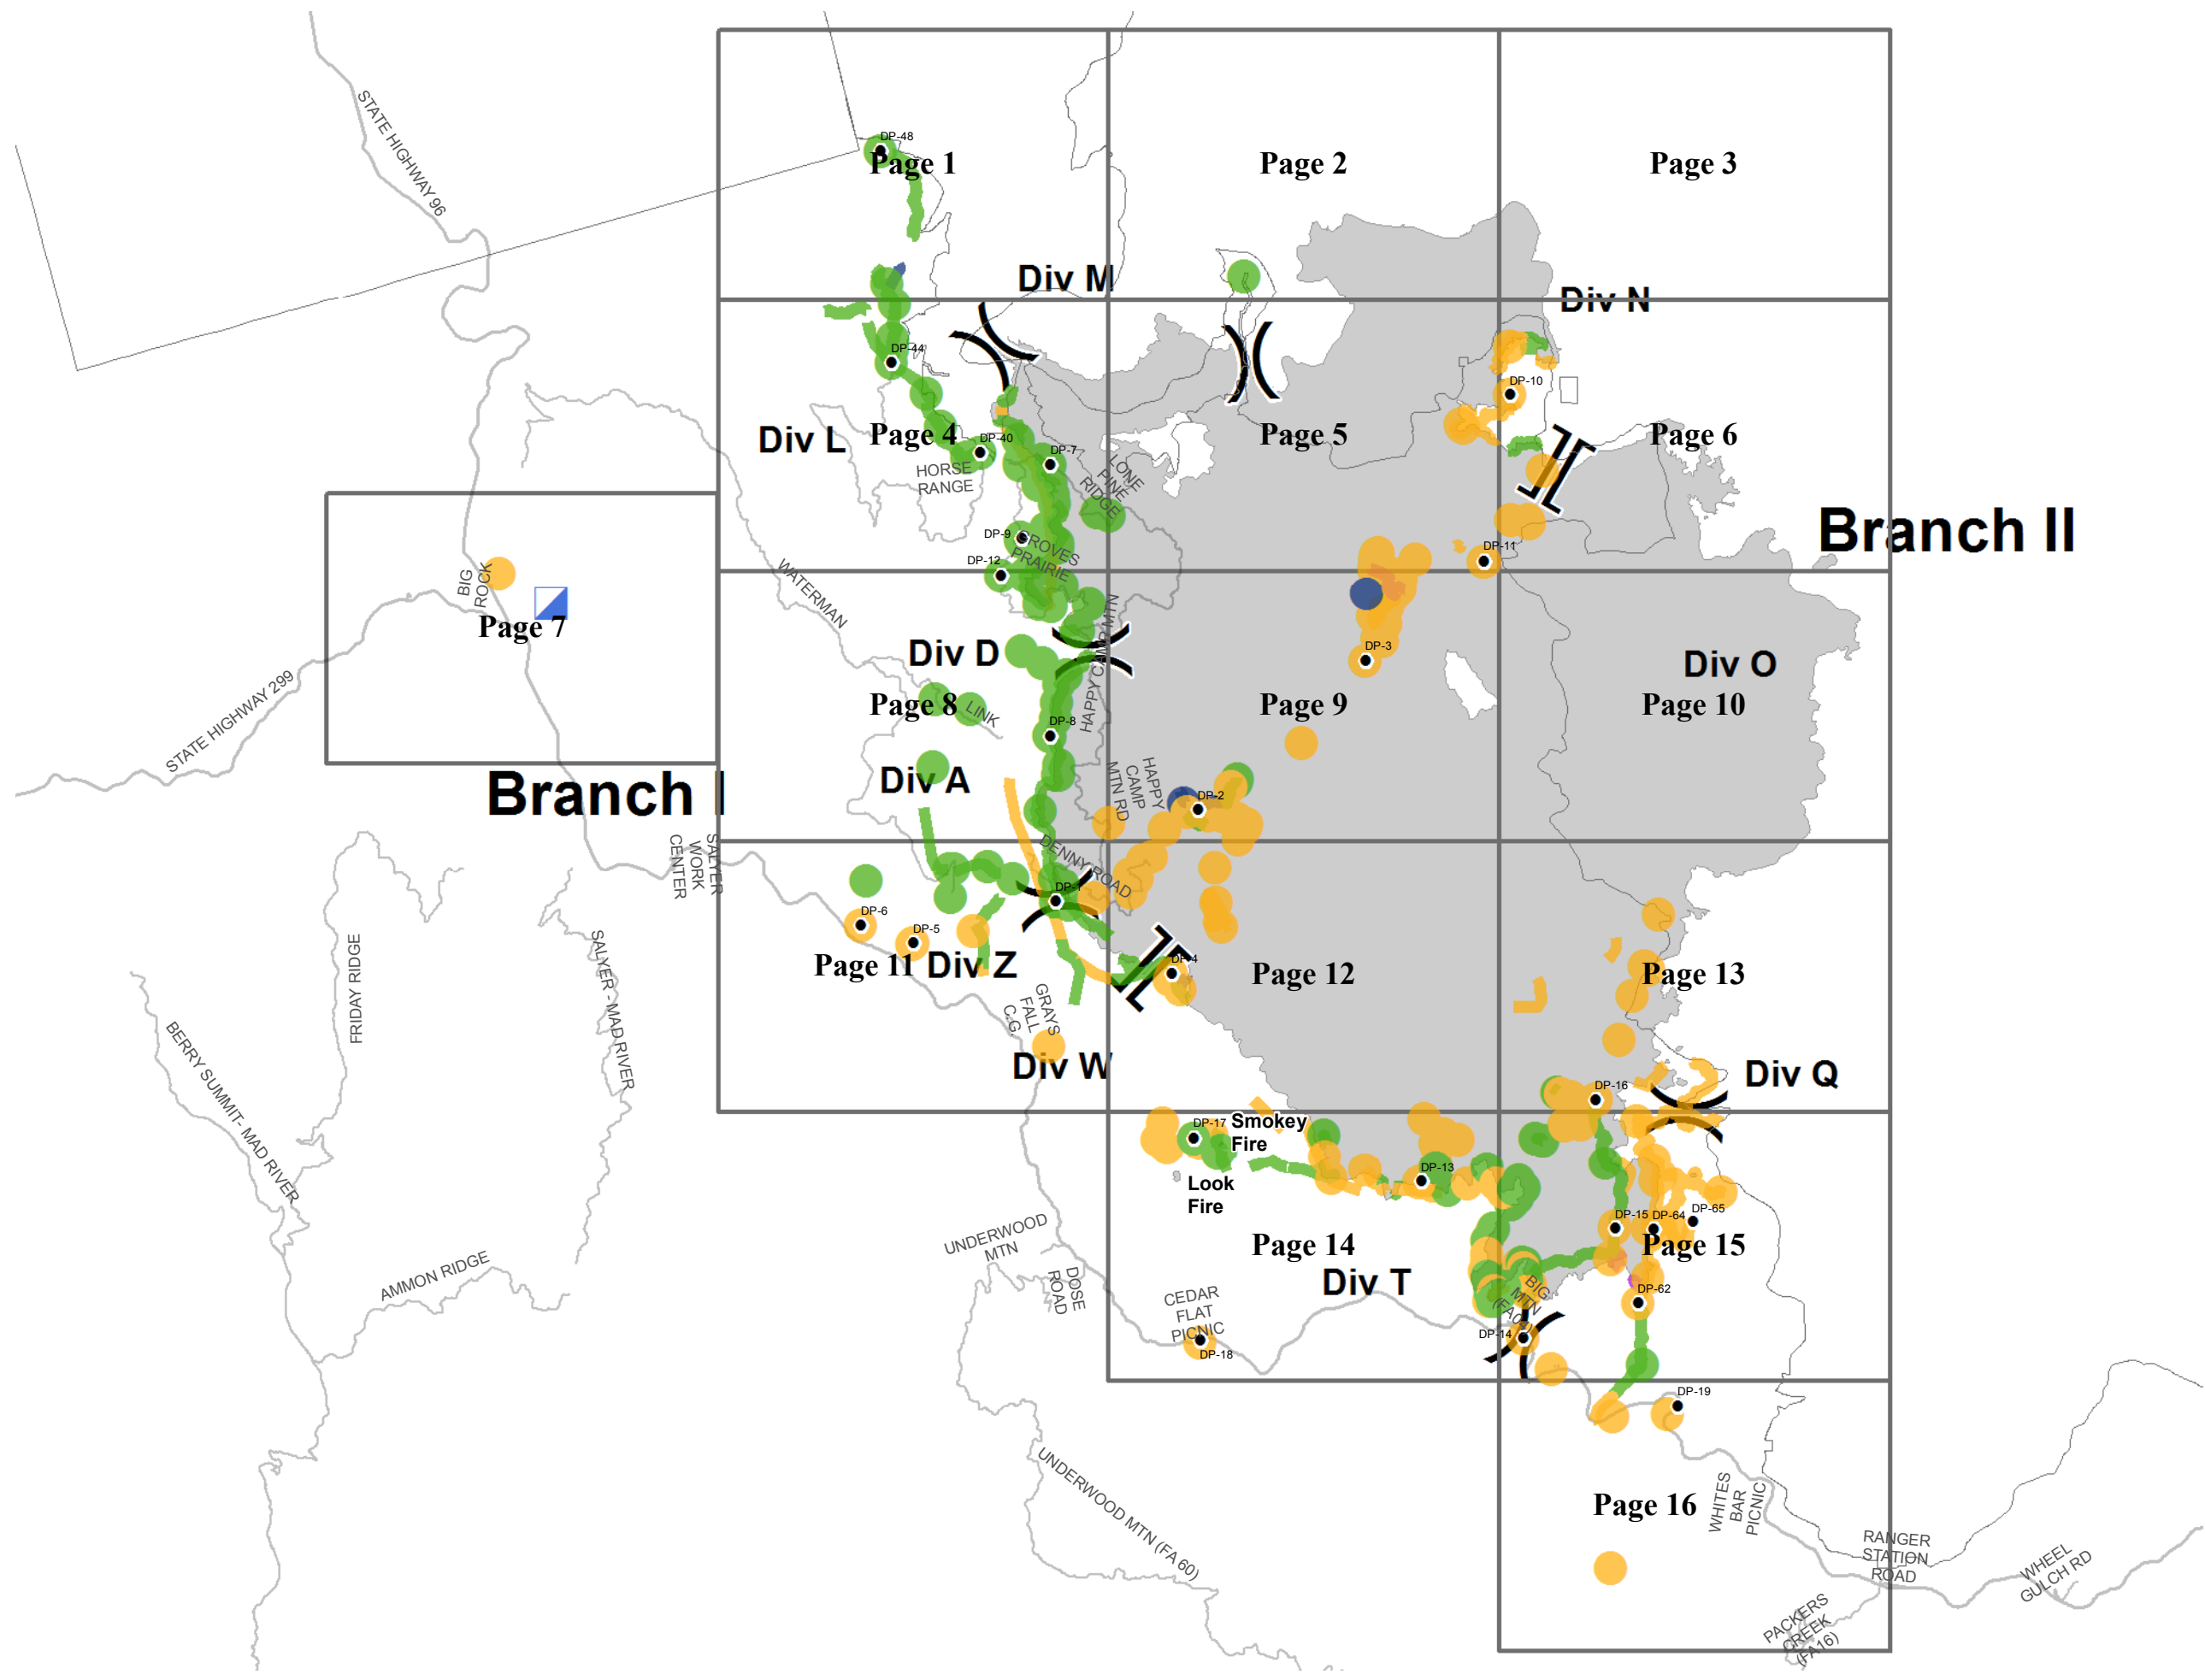 STATE HIGHWAY 96
DP-48
Page 1
Page 2
Page 3
Div M
Div N
DP-44
DP-10
Div L
Page 4
DP-40
DP-7
Page 5
Page 6
HORSE
RANGE
LONE
PINE
RIDGE
Branch II
DP-9
GROVES
PRAIRIE
DP-12
DP-11
BIG
ROCK
Page 7
WATERMAN
HAPPY CAMP MTN
Div D
DP-3
Div O
Page 8
LINK
Page 9
Page 10
DP-8
STATE HIGHWAY 299
Branch I
Div A
HAPPY
CAMP
MTN RD
DP-2
SALYER
WORK
CENTER
DENNY ROAD
DP-1
DP-6
DP-5
Page 11
Div Z
DP-4
Page 12
Page 13
FRIDAY RIDGE
SALYER - MAD RIVER
GRAYS
FALL
C.G.
Div W
DP-16
Div Q
BERRY SUMMIT- MAD RIVER
DP-17
Smokey
Fire
Look
Fire
DP-13
DP-15
DP-64
DP-65
UNDERWOOD
MTN
Page 14
Page 15
AMMON RIDGE
DOSE
ROAD
Div T
CEDAR
FLAT
PICNIC
BIG
MTN
DP-62
DP-14
DP-18
DP-19
UNDERWOOD MTN (FA 60)
Page 16
WHITES
BAR
PICNIC
RANGER
STATION
ROAD
WHEEL
GULCH RD
PACKERS
CREEK
(FA16)